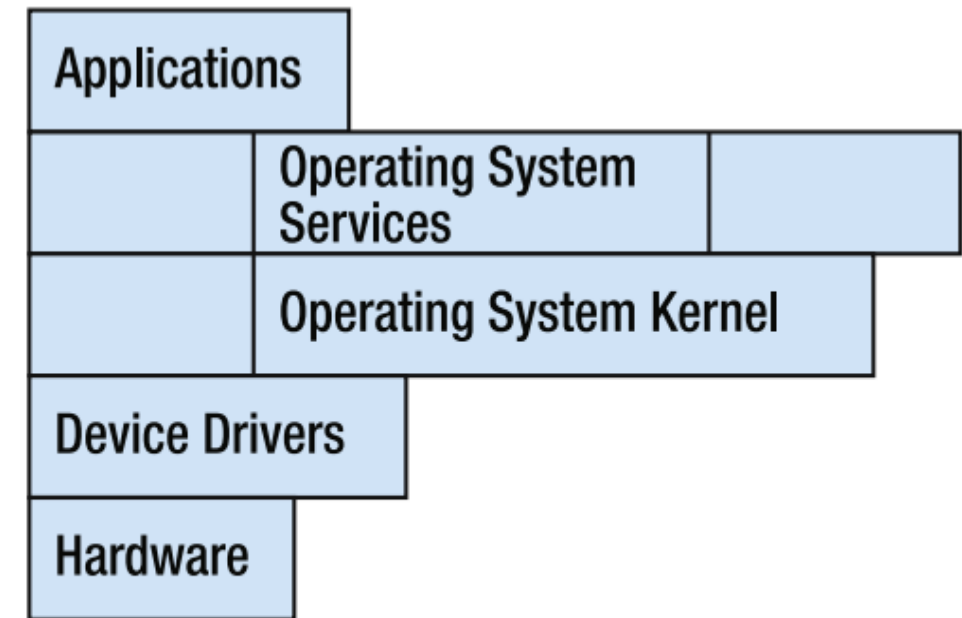 Applications
Operating System
Services
Operating System Kernel
Device Drivers
Hardware